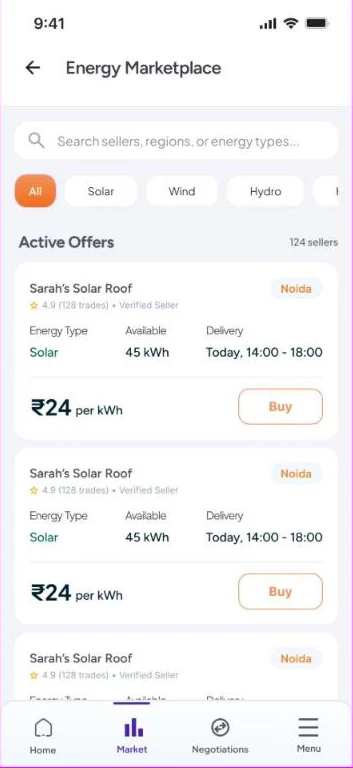 9:41
Energy Marketplace
Search sellers, regions, or energy types...
All Solar Wind Hydro
Active Offers 124 sellers
Sarah's Solar Roof Noida
4.9 (128 trades) • Verified Seller
Energy Type Available Delivery
Solar 45 kWh Today, 14:00 - 18:00
₹24 per kWh Buy
Sarah's Solar Roof Noida
4.9 (128 trades) • Verified Seller
Energy Type Available Delivery
Solar 45 kWh Today, 14:00 - 18:00
₹24 per kWh Buy
Sarah's Solar Roof Noida
4.9 (128 trades) • Verified Seller
Energy Type Available Delivery
Home Market Negotiations Menu